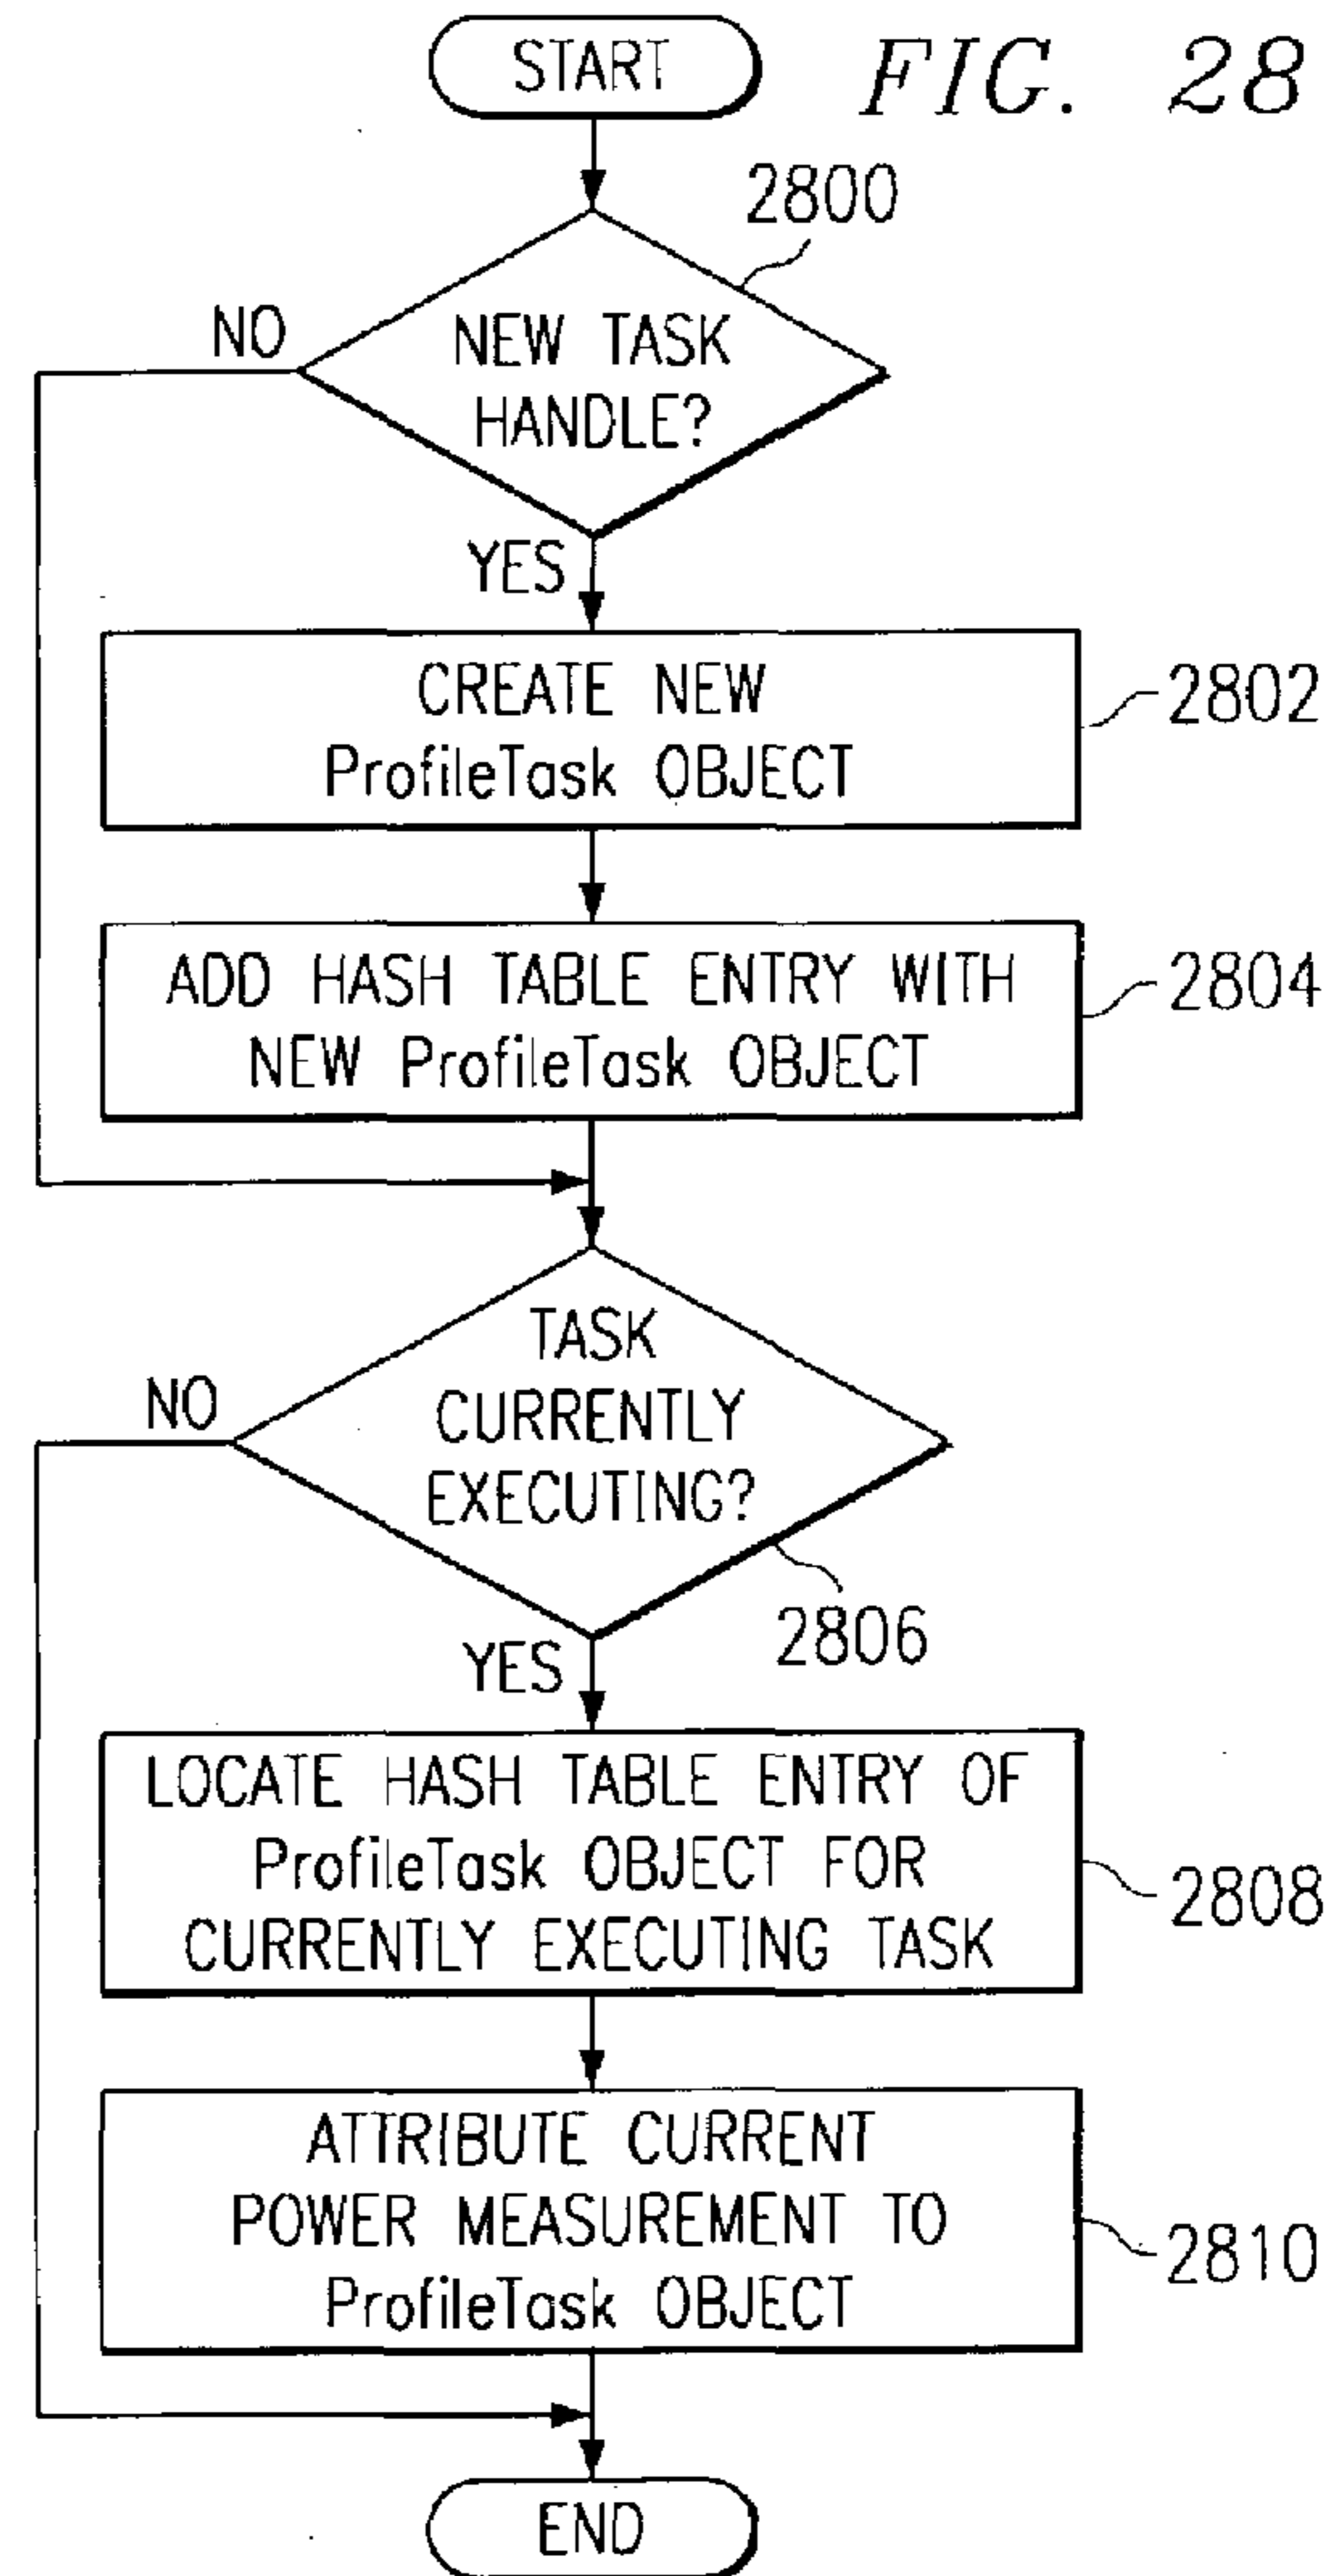 START
FIG. 28
2800
NO
NEW TASK
HANDLE?
YES
CREATE NEW
ProfileTask OBJECT
2802
ADD HASH TABLE ENTRY WITH
NEW ProfileTask OBJECT
2804
TASK
CURRENTLY
EXECUTING?
NO
2806
YES
LOCATE HASH TABLE ENTRY OF
ProfileTask OBJECT FOR
CURRENTLY EXECUTING TASK
2808
ATTRIBUTE CURRENT
POWER MEASUREMENT TO
ProfileTask OBJECT
2810
END